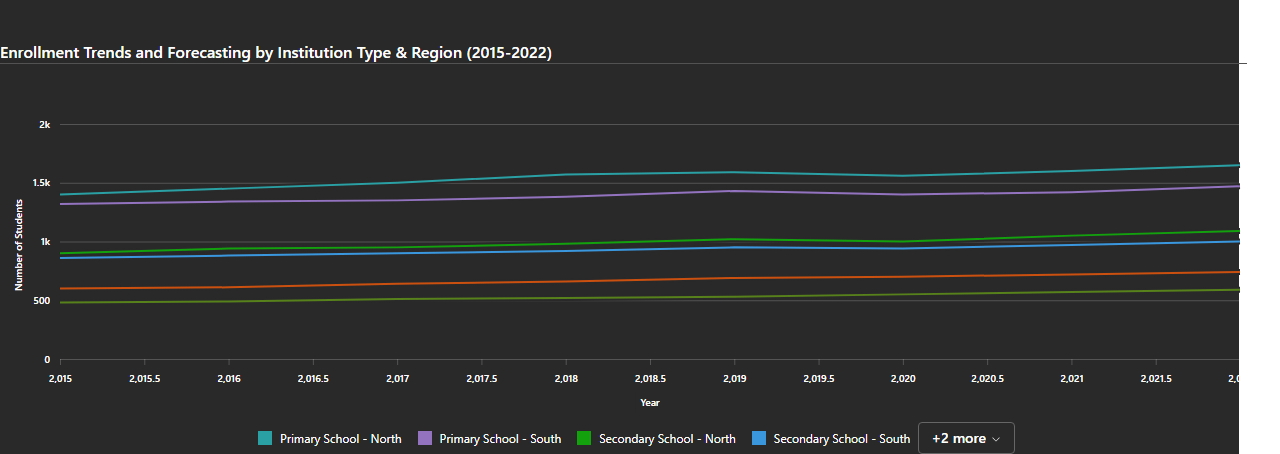 Enrollment Trends and Forecasting by Institution Type & Region (2015-2022)
2k
1.5k
1k
500
0
Number of Students
2,015 2,015.5 2,016 2,016.5 2,017 2,017.5 2,018 2,018.5 2,019 2,019.5 2,020 2,020.5 2,021 2,021.5
Year
Primary School - North Primary School - South Secondary School - North Secondary School - South +2 more